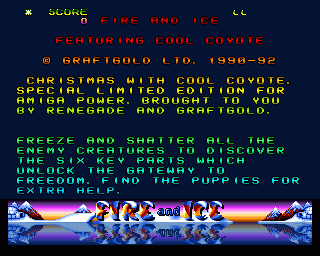 * SCORE
0 FIRE AND ICE
FEATURING COOL COYOTE
© GRAFTGOLD LTD. 1990-92
CHRISTMAS WITH COOL COYOTE.
SPECIAL LIMITED EDITION FOR
AMIGA POWER. BROUGHT TO YOU
BY RENEGADE AND GRAFTGOLD.
FREEZE AND SHATTER ALL THE
ENEMY CREATURES TO DISCOVER
THE SIX KEY PARTS WHICH
UNLOCK THE GATEWAY TO
FREEDOM. FIND THE PUPPIES FOR
EXTRA HELP.
FIRE and ICE